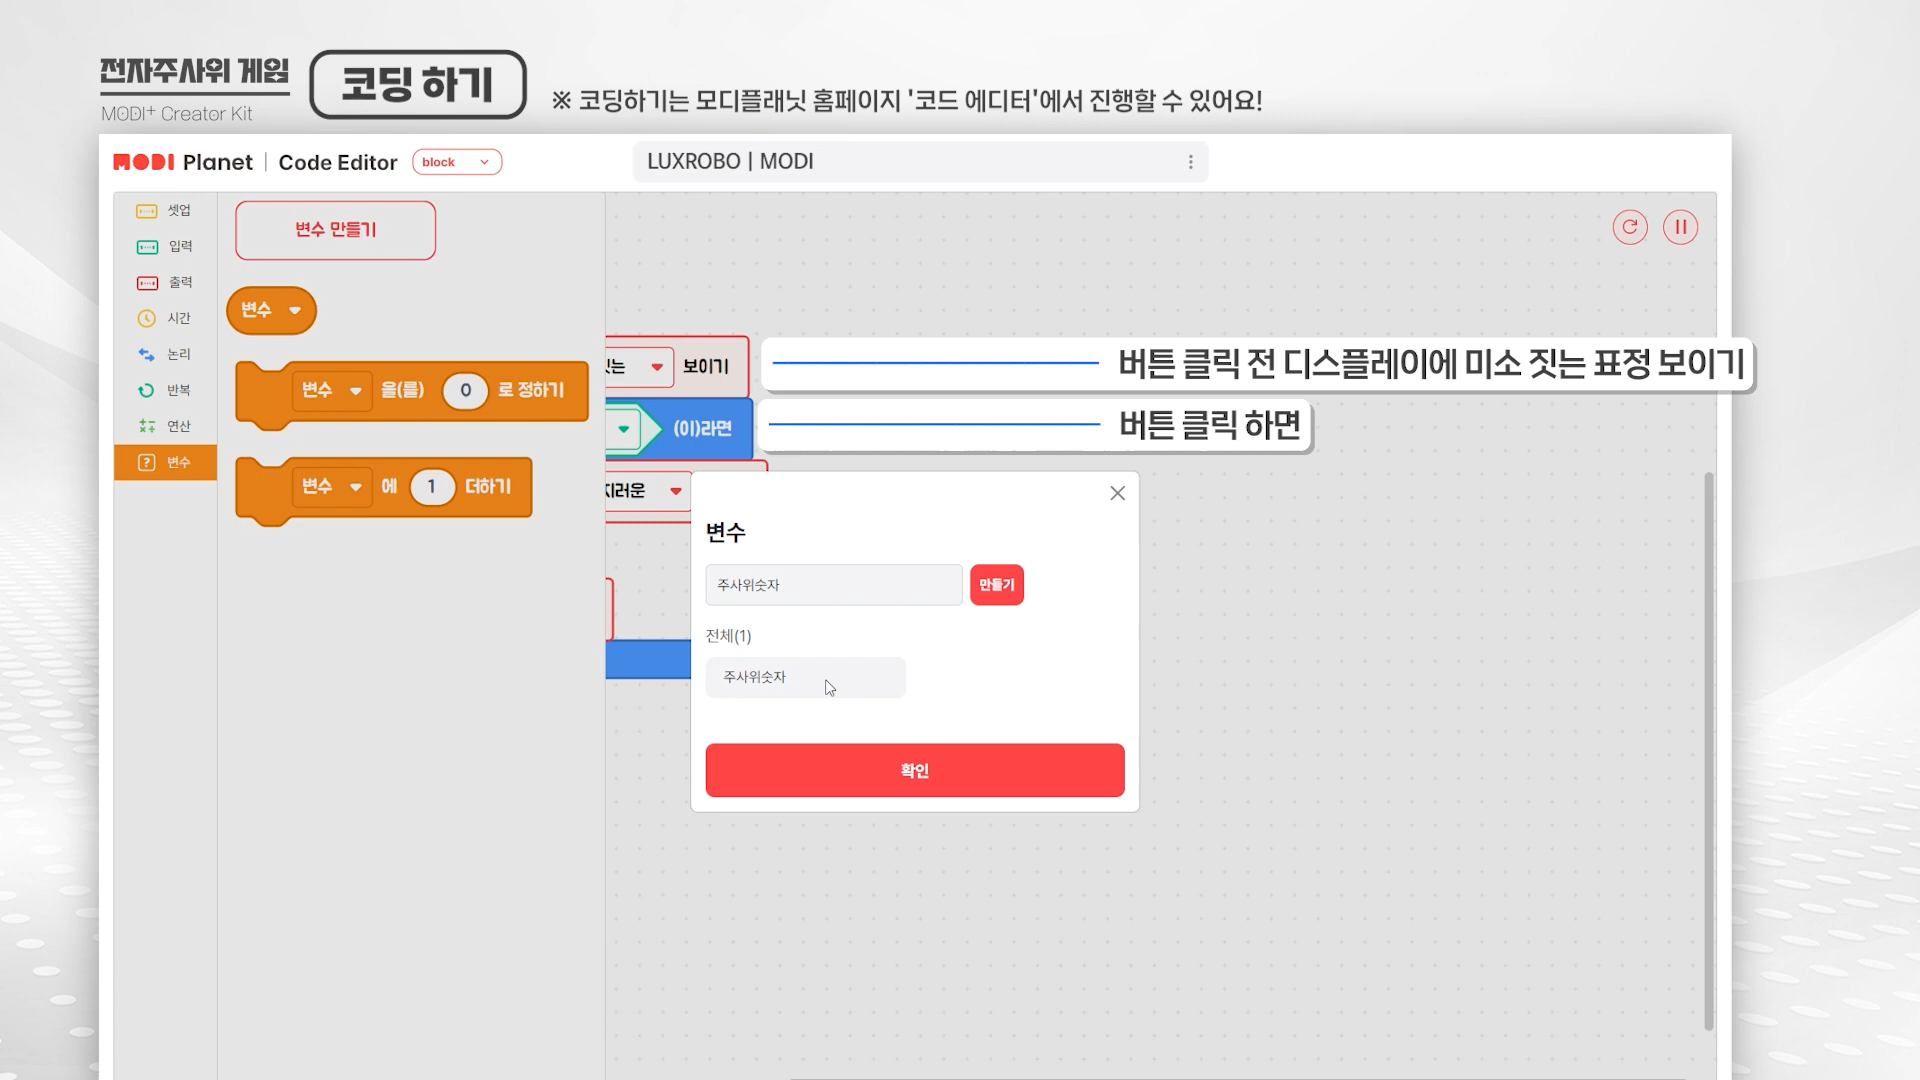 전자주사위 게임
MODI+ Creator Kit
코딩 하기
※ 코딩하기는 모디플래닛 홈페이지 '코드 에디터'에서 진행할 수 있어요!
MODI Planet | Code Editor
block
LUXROBO | MODI
셋업
입력
출력
시간
논리
반복
연산
변수
변수 만들기
변수
변수 을(를) 0 로 정하기
변수 에 1 더하기
짓는 보이기
버튼 클릭 전 디스플레이에 미소 짓는 표정 보이기
(이)라면
버튼 클릭 하면
지러운
변수
주사위숫자
만들기
전체(1)
주사위숫자
확인